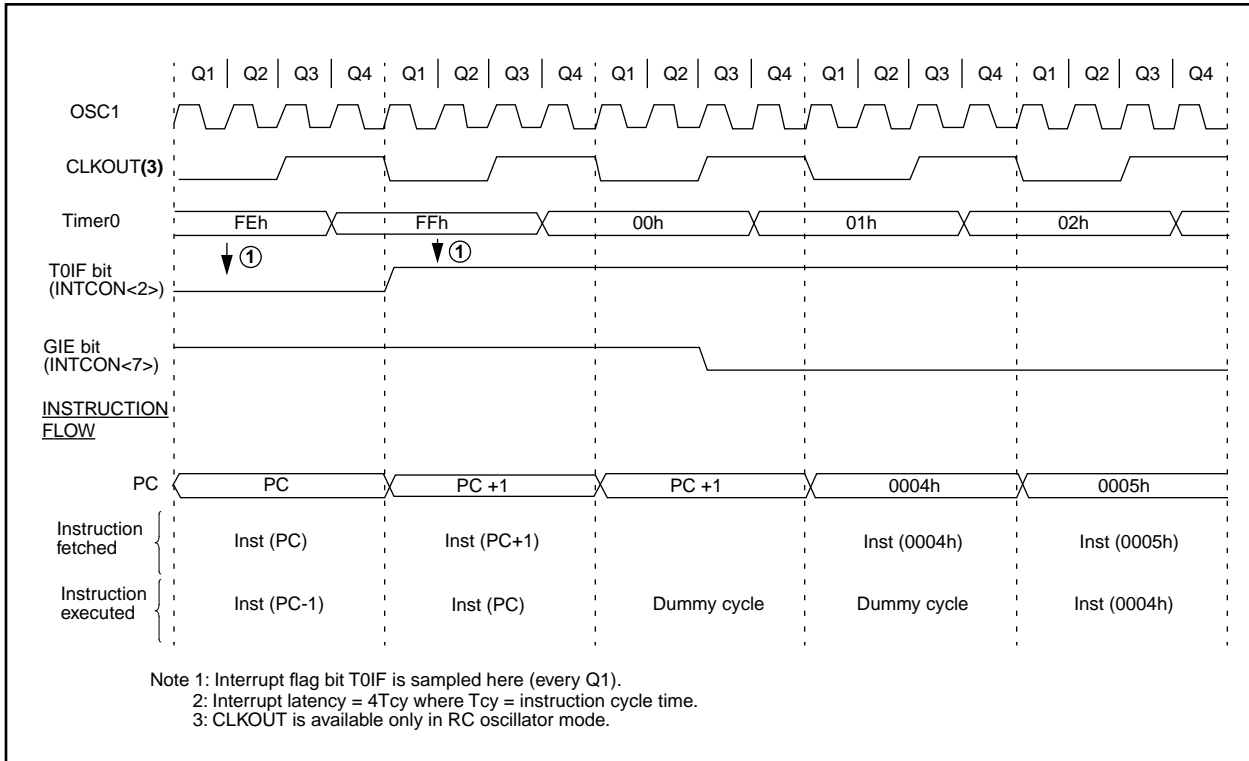 Q1 Q2 Q3 Q4 Q1 Q2 Q3 Q4 Q1 Q2 Q3 Q4 Q1 Q2 Q3 Q4 Q1 Q2 Q3 Q4
OSC1
CLKOUT(3)
Timer0 FEh FFh 00h 01h 02h
① ①
T0IF bit
(INTCON<2>)
GIE bit
(INTCON<7>)
INSTRUCTION
FLOW
PC PC PC +1 PC +1 0004h 0005h
Instruction
fetched
Inst (PC) Inst (PC+1) Inst (0004h) Inst (0005h)
Instruction
executed
Inst (PC-1) Inst (PC) Dummy cycle Dummy cycle Inst (0004h)
Note 1: Interrupt flag bit T0IF is sampled here (every Q1).
2: Interrupt latency = 4Tcy where Tcy = instruction cycle time.
3: CLKOUT is available only in RC oscillator mode.